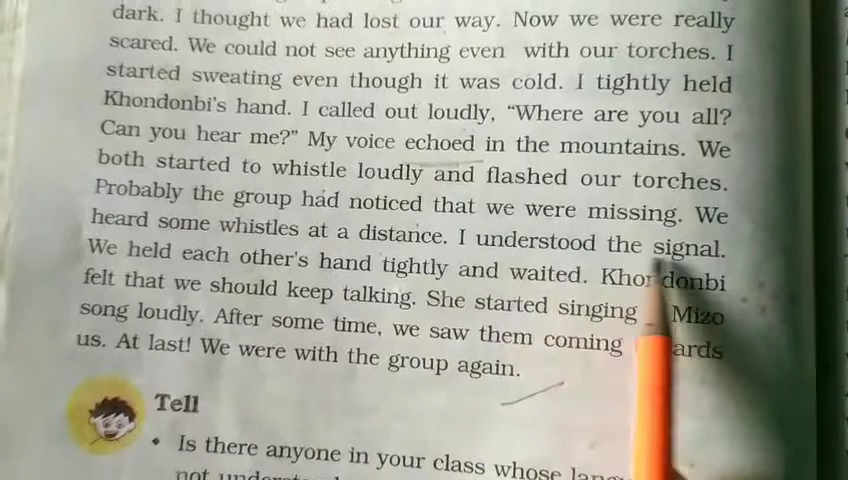 dark. I thought we had lost our way. Now we were really
scared. We could not see anything even with our torches. I
started sweating even though it was cold. I tightly held
Khondonbi's hand. I called out loudly, "Where are you all?
Can you hear me?" My voice echoed in the mountains. We
both started to whistle loudly and flashed our torches.
Probably the group had noticed that we were missing. We
heard some whistles at a distance. I understood the signal.
We held each other's hand tightly and waited. Khondonbi
felt that we should keep talking. She started singing Mizo
song loudly. After some time, we saw them coming ards
us. At last! We were with the group again.
Tell
• Is there anyone in your class whose
not